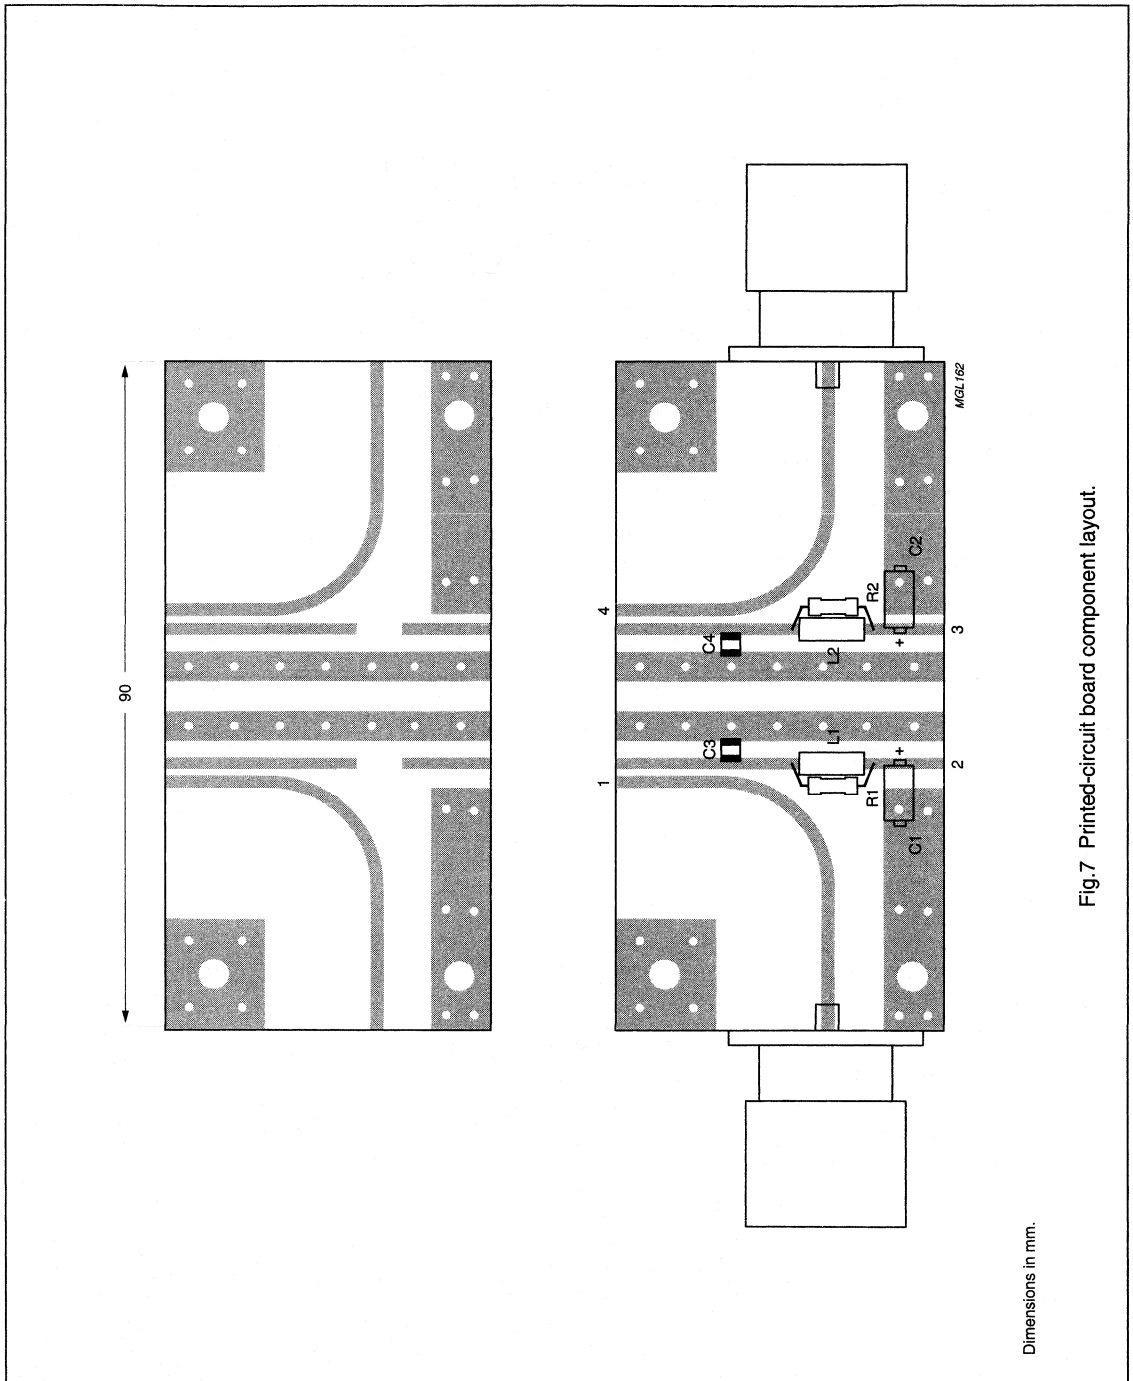 90
1
C3
C4
4
L1
L2
R1
R2
+
+
C1
C2
2
3
MGL162
Dimensions in mm.
Fig.7 Printed-circuit board component layout.